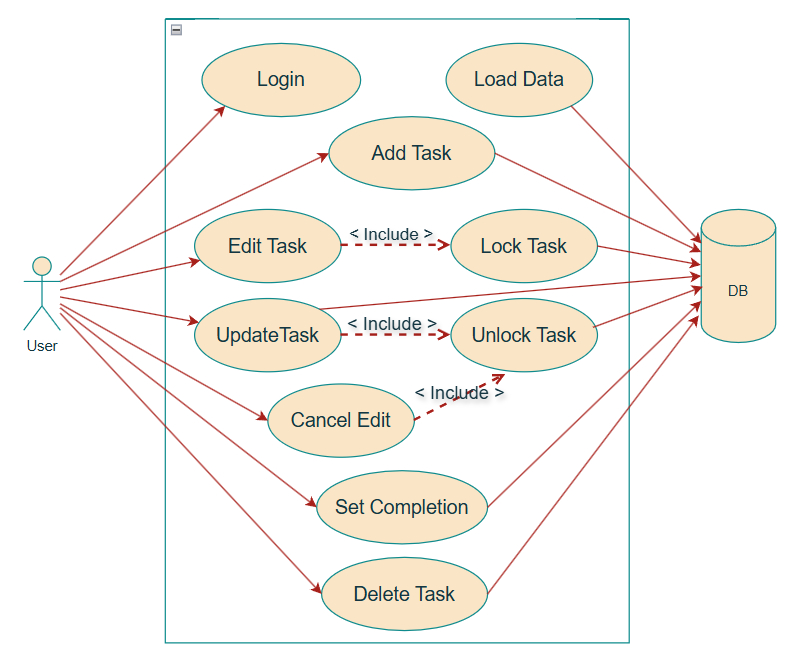 Login
Load Data
Add Task
Edit Task
< Include >
Lock Task
UpdateTask
< Include >
Unlock Task
Cancel Edit
< Include >
Set Completion
Delete Task
User
DB